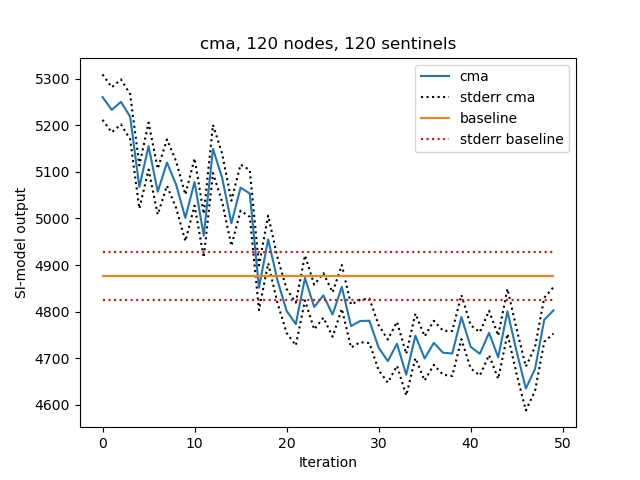 cma, 120 nodes, 120 sentinels
cma
stderr cma
baseline
stderr baseline
SI-model output
5300
5200
5100
5000
4900
4800
4700
4600
0 10 20 30 40 50
Iteration